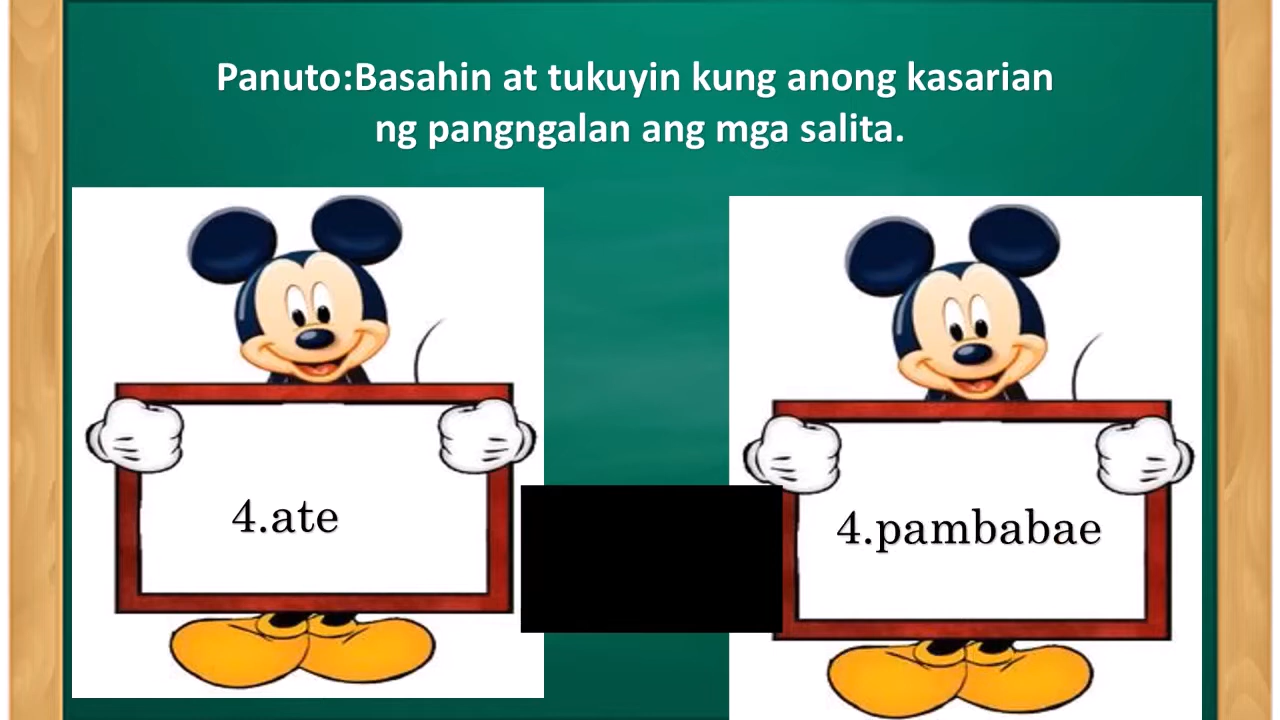 Panuto:Basahin at tukuyin kung anong kasarian
ng pangngalan ang mga salita.
4.ate
4.pambabae